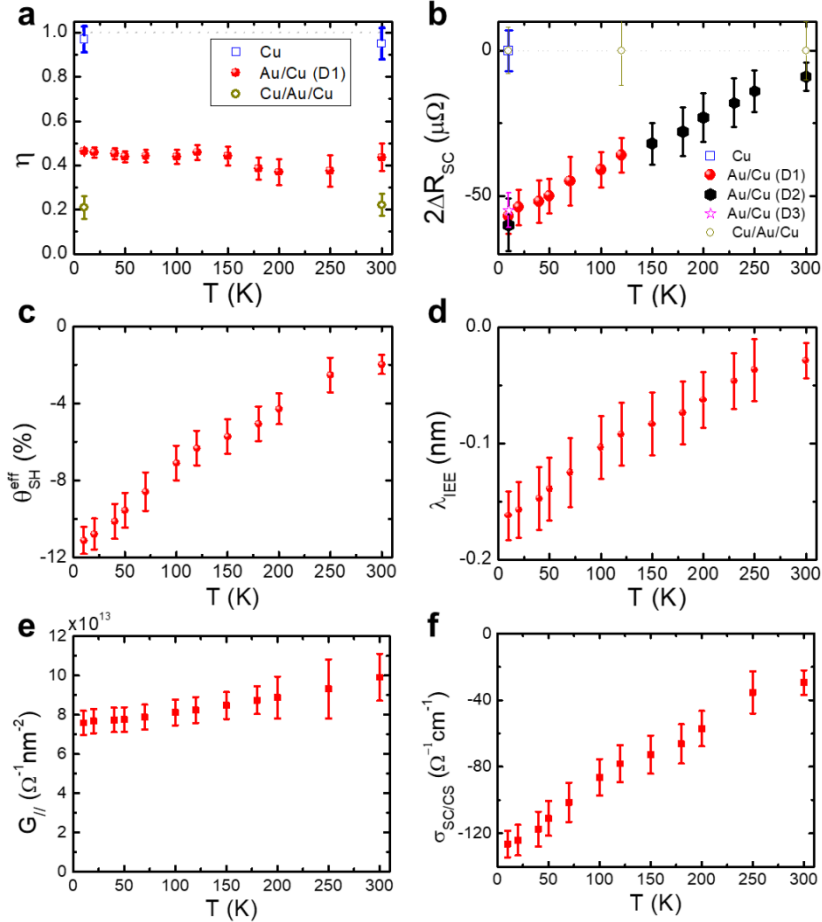 a
1.0
0.8
0.6
0.4
0.2
0.0
η
Cu
Au/Cu (D1)
Cu/Au/Cu
50 100 150 200 250 300
T (K)
b
0
-50
2ΔR_SC (μΩ)
Cu
Au/Cu (D1)
Au/Cu (D2)
Au/Cu (D3)
Cu/Au/Cu
0 50 100 150 200 250 300
T (K)
c
0
-4
-8
-12
θ_SH^eff (%)
0 50 100 150 200 250 300
T (K)
d
0.0
-0.1
-0.2
λ_IEE (nm)
0 50 100 150 200 250 300
T (K)
e
×10^13
12
10
8
6
4
2
0
G_// (Ω^-1nm^-2)
0 50 100 150 200 250 300
T (K)
f
0
-40
-80
-120
σ_SC/CS (Ω^-1cm^-1)
0 50 100 150 200 250 300
T (K)